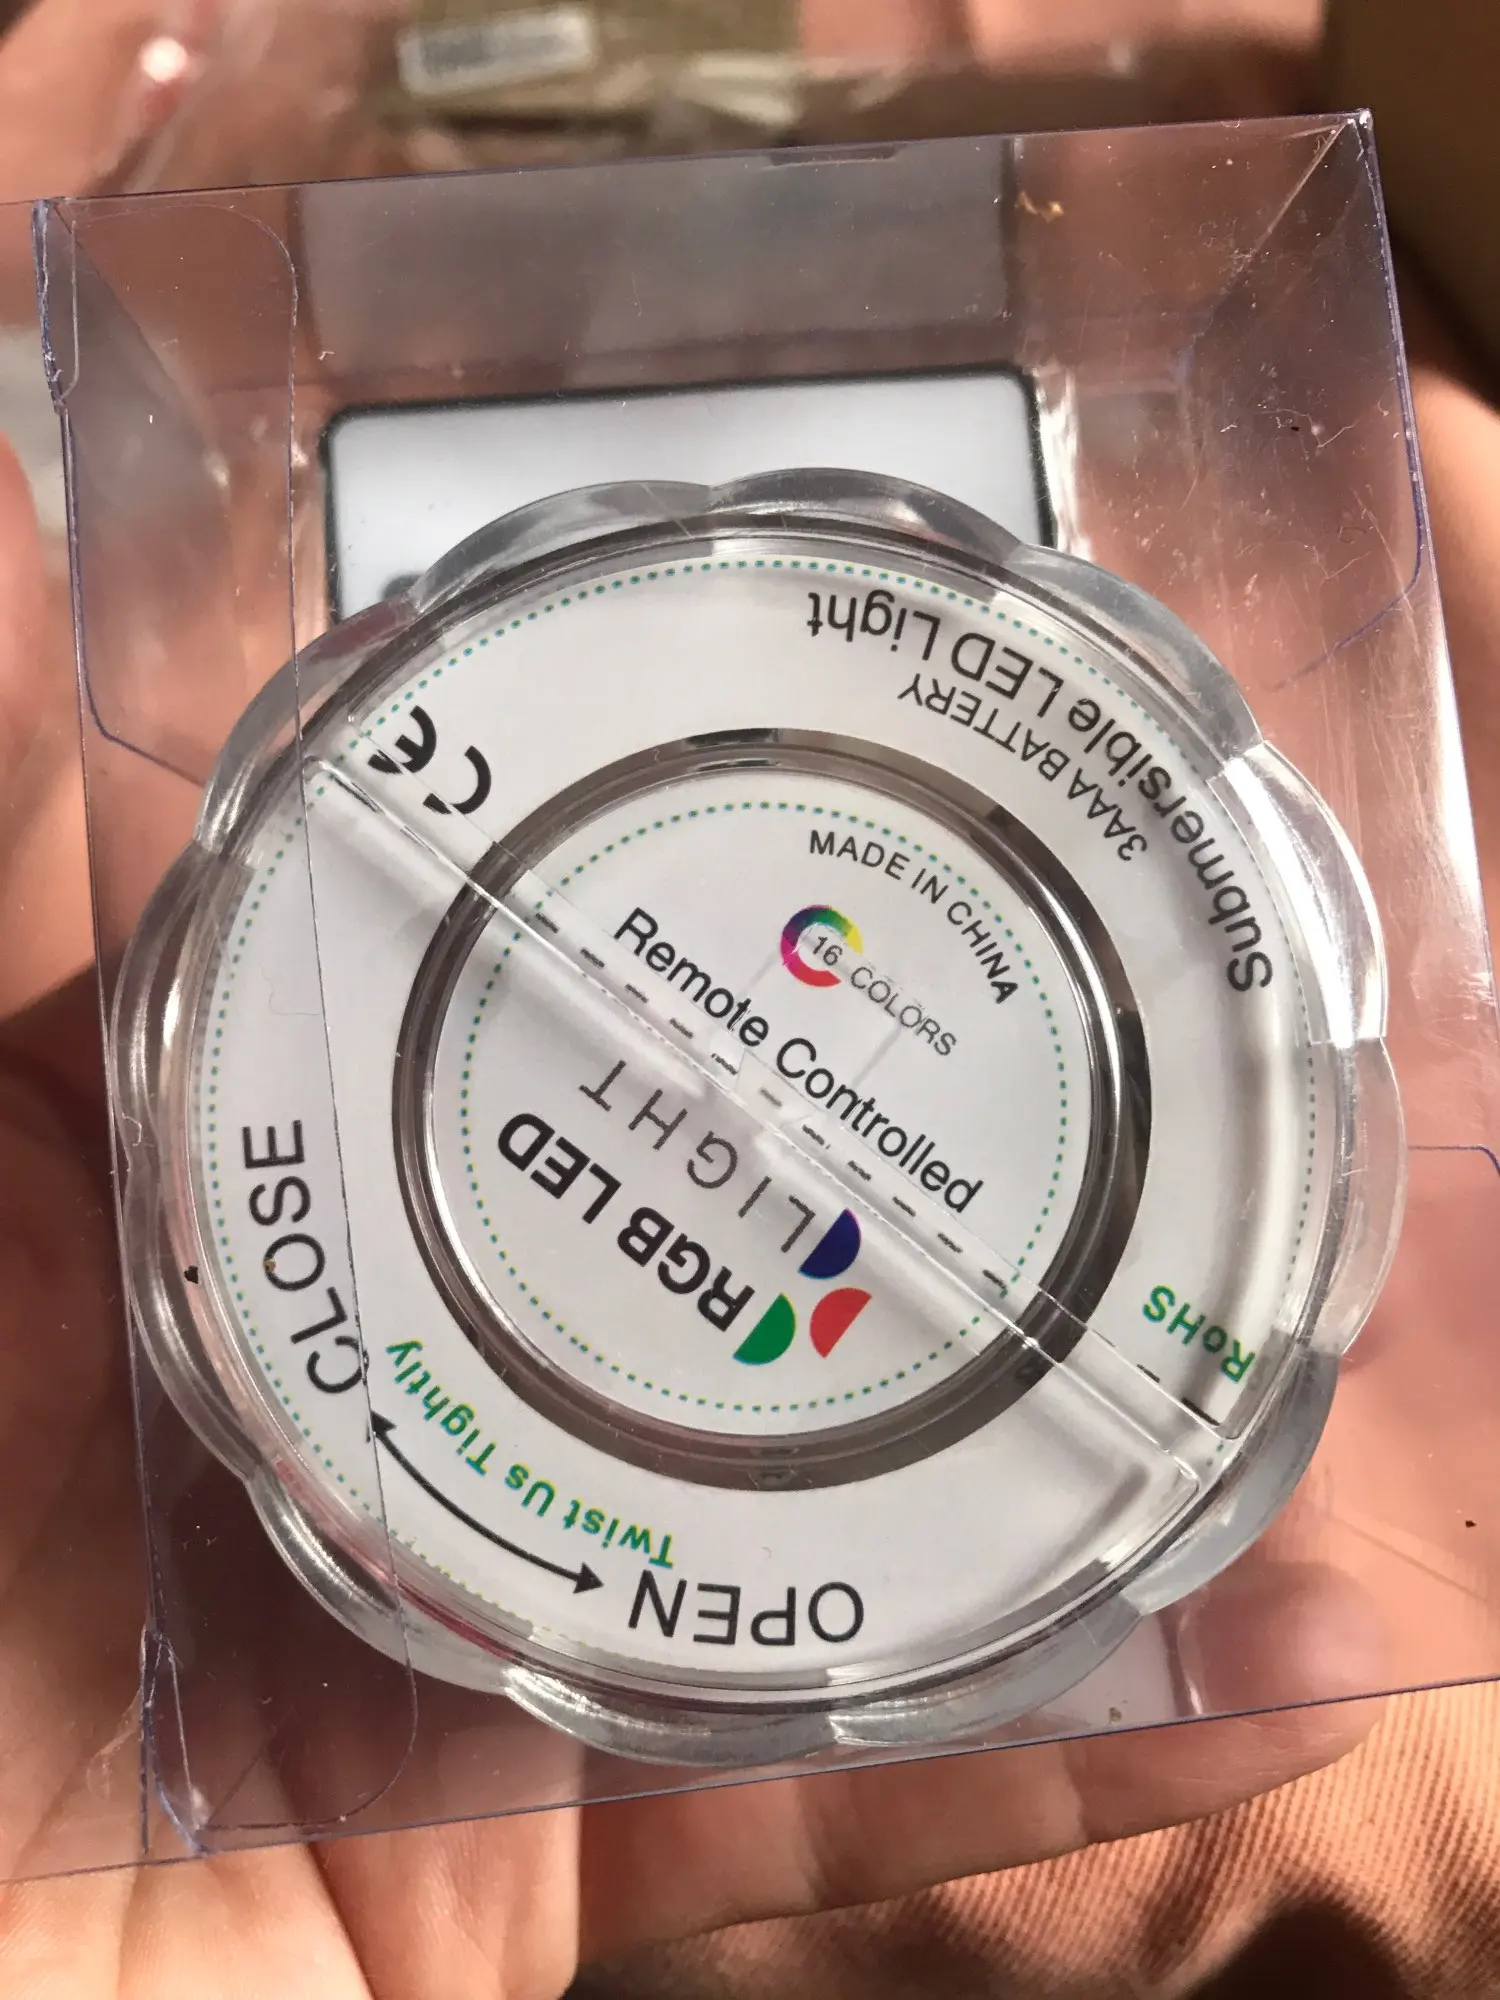 Submersible LED Light
3AAA BATTERY
CE
RoHS
MADE IN CHINA
16 COLORS
Remote Controlled
RGB LED
LIGHT
CLOSE
OPEN
Twist Us Tightly